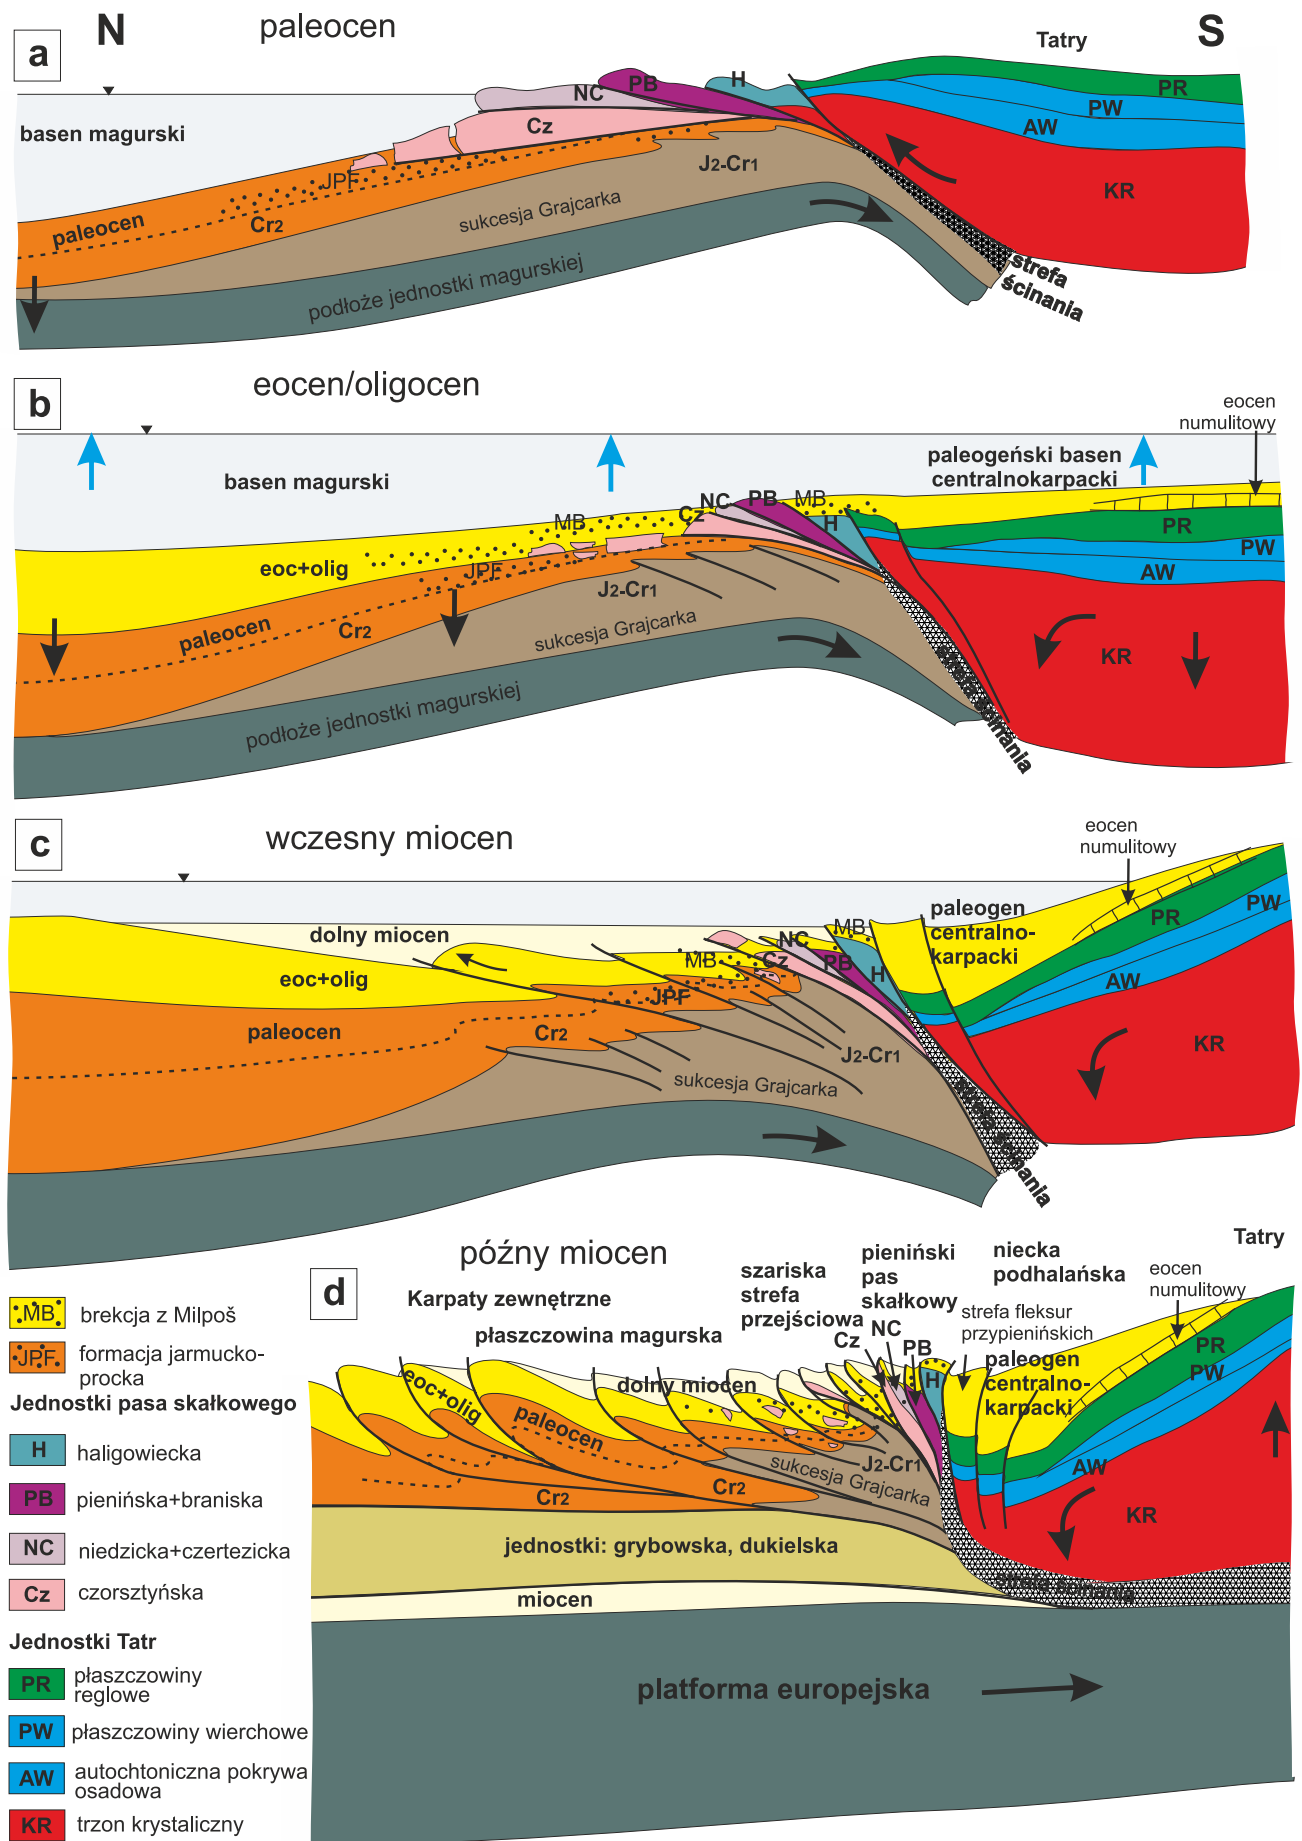 a
N
paleocen
Tatry
S
basen magurski
NC
PB
H
Cz
PR
PW
AW
JPF
J2-Cr1
KR
paleocen
Cr2
sukcesja Grajcarka
podłoże jednostki magurskiej
strefa
ścinania
b
eocen/oligocen
eocen
numulitowy
basen magurski
paleogeński basen
centralnokarpacki
MB
Cz
NC
PB
MB
H
PR
PW
AW
eoc+olig
JPF
J2-Cr1
paleocen
Cr2
sukcesja Grajcarka
KR
podłoże jednostki magurskiej
strefa ścinania
c
wczesny miocen
eocen
numulitowy
dolny miocen
MB
NC
Cz
PB
H
MB
paleogen
centralno-
karpacki
PR
PW
AW
eoc+olig
JPF
paleocen
Cr2
J2-Cr1
KR
sukcesja Grajcarka
strefa ścinania
d
późny miocen
Tatry
Karpaty zewnętrzne
szariska
strefa
przejściowa
pieniński
pas
skałkowy
niecka
podhalańska
eocen
numulitowy
strefa fleksur
przypienińskich
płaszczowina magurska
Cz
NC
PB
H
paleogen
centralno-
karpacki
PR
PW
AW
eoc+olig
dolny miocen
paleocen
J2-Cr1
sukcesja Grajcarka
Cr2
Cr2
KR
jednostki: grybowska, dukielska
strefa ścinania
miocen
platforma europejska
MB
brekcja z Milpoš
JPF
formacja jarmucko-
procka
Jednostki pasa skałkowego
H
haligowiecka
PB
pienińska+braniska
NC
niedzicka+czertezicka
Cz
czorsztyńska
Jednostki Tatr
PR
płaszczowiny
reglowe
PW
płaszczowiny wierchowe
AW
autochtoniczna pokrywa
osadowa
KR
trzon krystaliczny